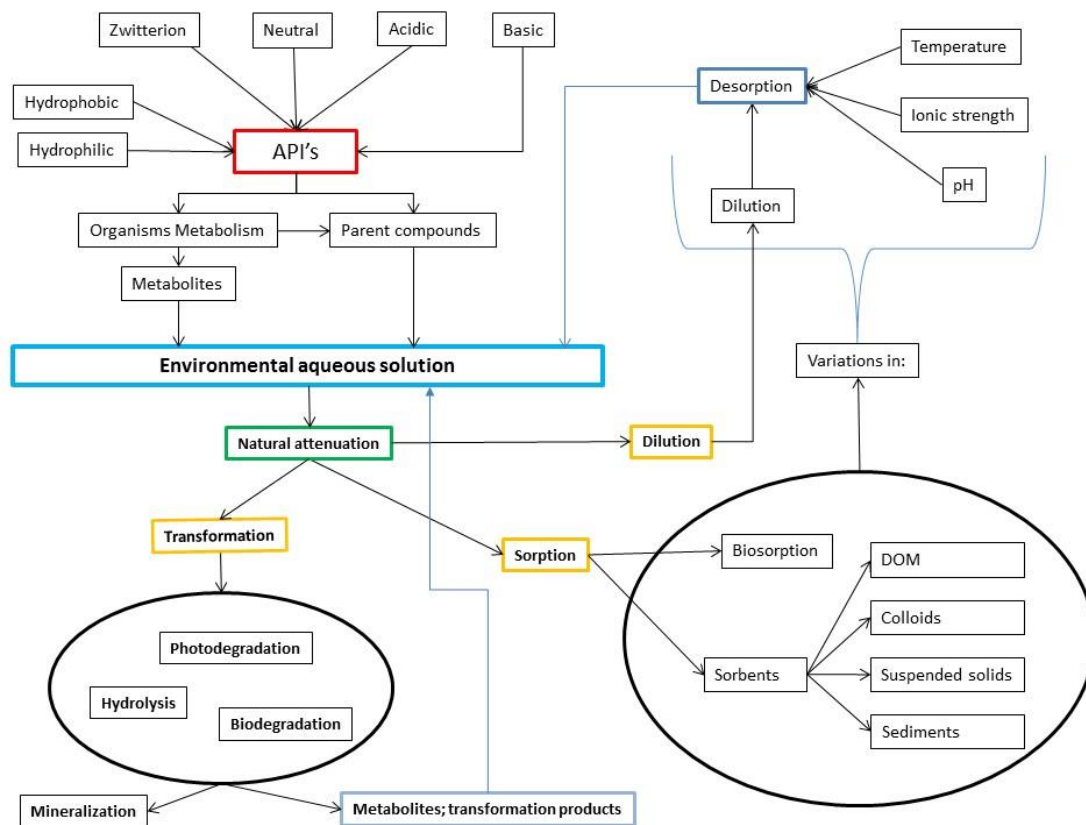 Zwitterion
Neutral
Acidic
Basic
Temperature
Desorption
Hydrophobic
Ionic strength
Hydrophilic
API's
pH
Dilution
Organisms Metabolism
Parent compounds
Metabolites
Environmental aqueous solution
Variations in:
Natural attenuation
Dilution
Transformation
Sorption
Biosorption
DOM
Colloids
Photodegradation
Sorbents
Suspended solids
Hydrolysis
Biodegradation
Sediments
Mineralization
Metabolites; transformation products